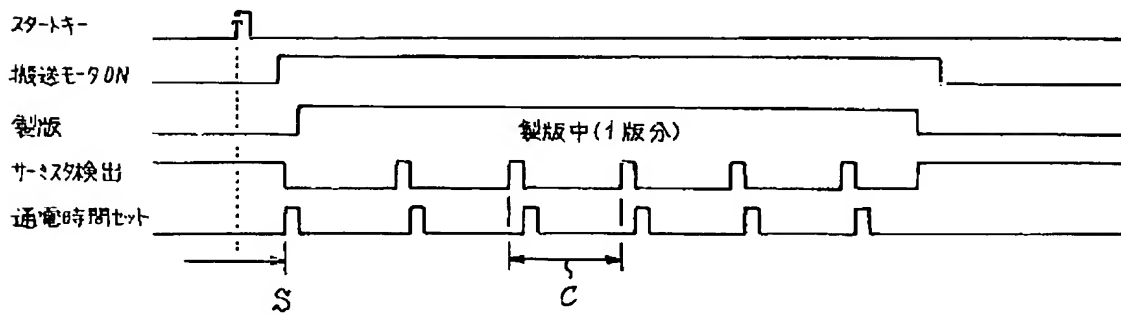 スタートキー
搬送モータON
製版
製版中(1版分)
サーミスタ検出
通電時間セット
S
C